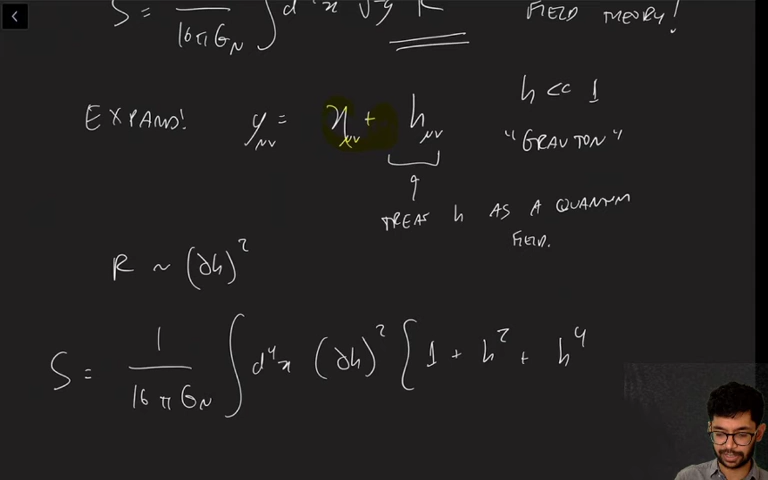 S = 1/16πG_N ∫ d⁴x √-g R FIELD THEORY!
EXPAND! g_μν = η_μν + h_μν h << 1
"GRAVITON"
TREAT h AS A QUANTUM
FIELD.
R ~ (∂h)²
S = 1/16πG_N ∫ d⁴x (∂h)² { 1 + h² + h⁴